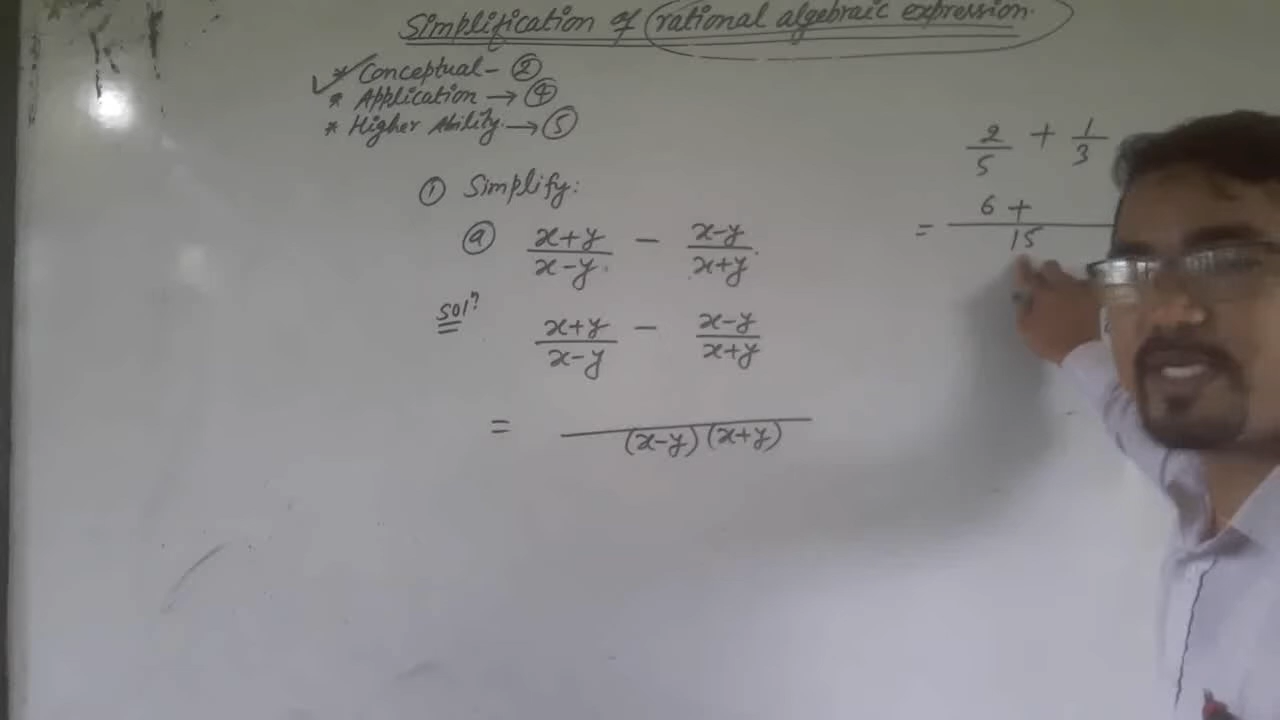 Simplification of rational algebraic expression.
* Conceptual - ②
* Application → ④
* Higher Ability. → ⑤
① Simplify:
ⓐ (x+y)/(x-y) - (x-y)/(x+y)
Solⁿ (x+y)/(x-y) - (x-y)/(x+y)
= /((x-y)(x+y))
2/5 + 1/3
= (6 +)/15